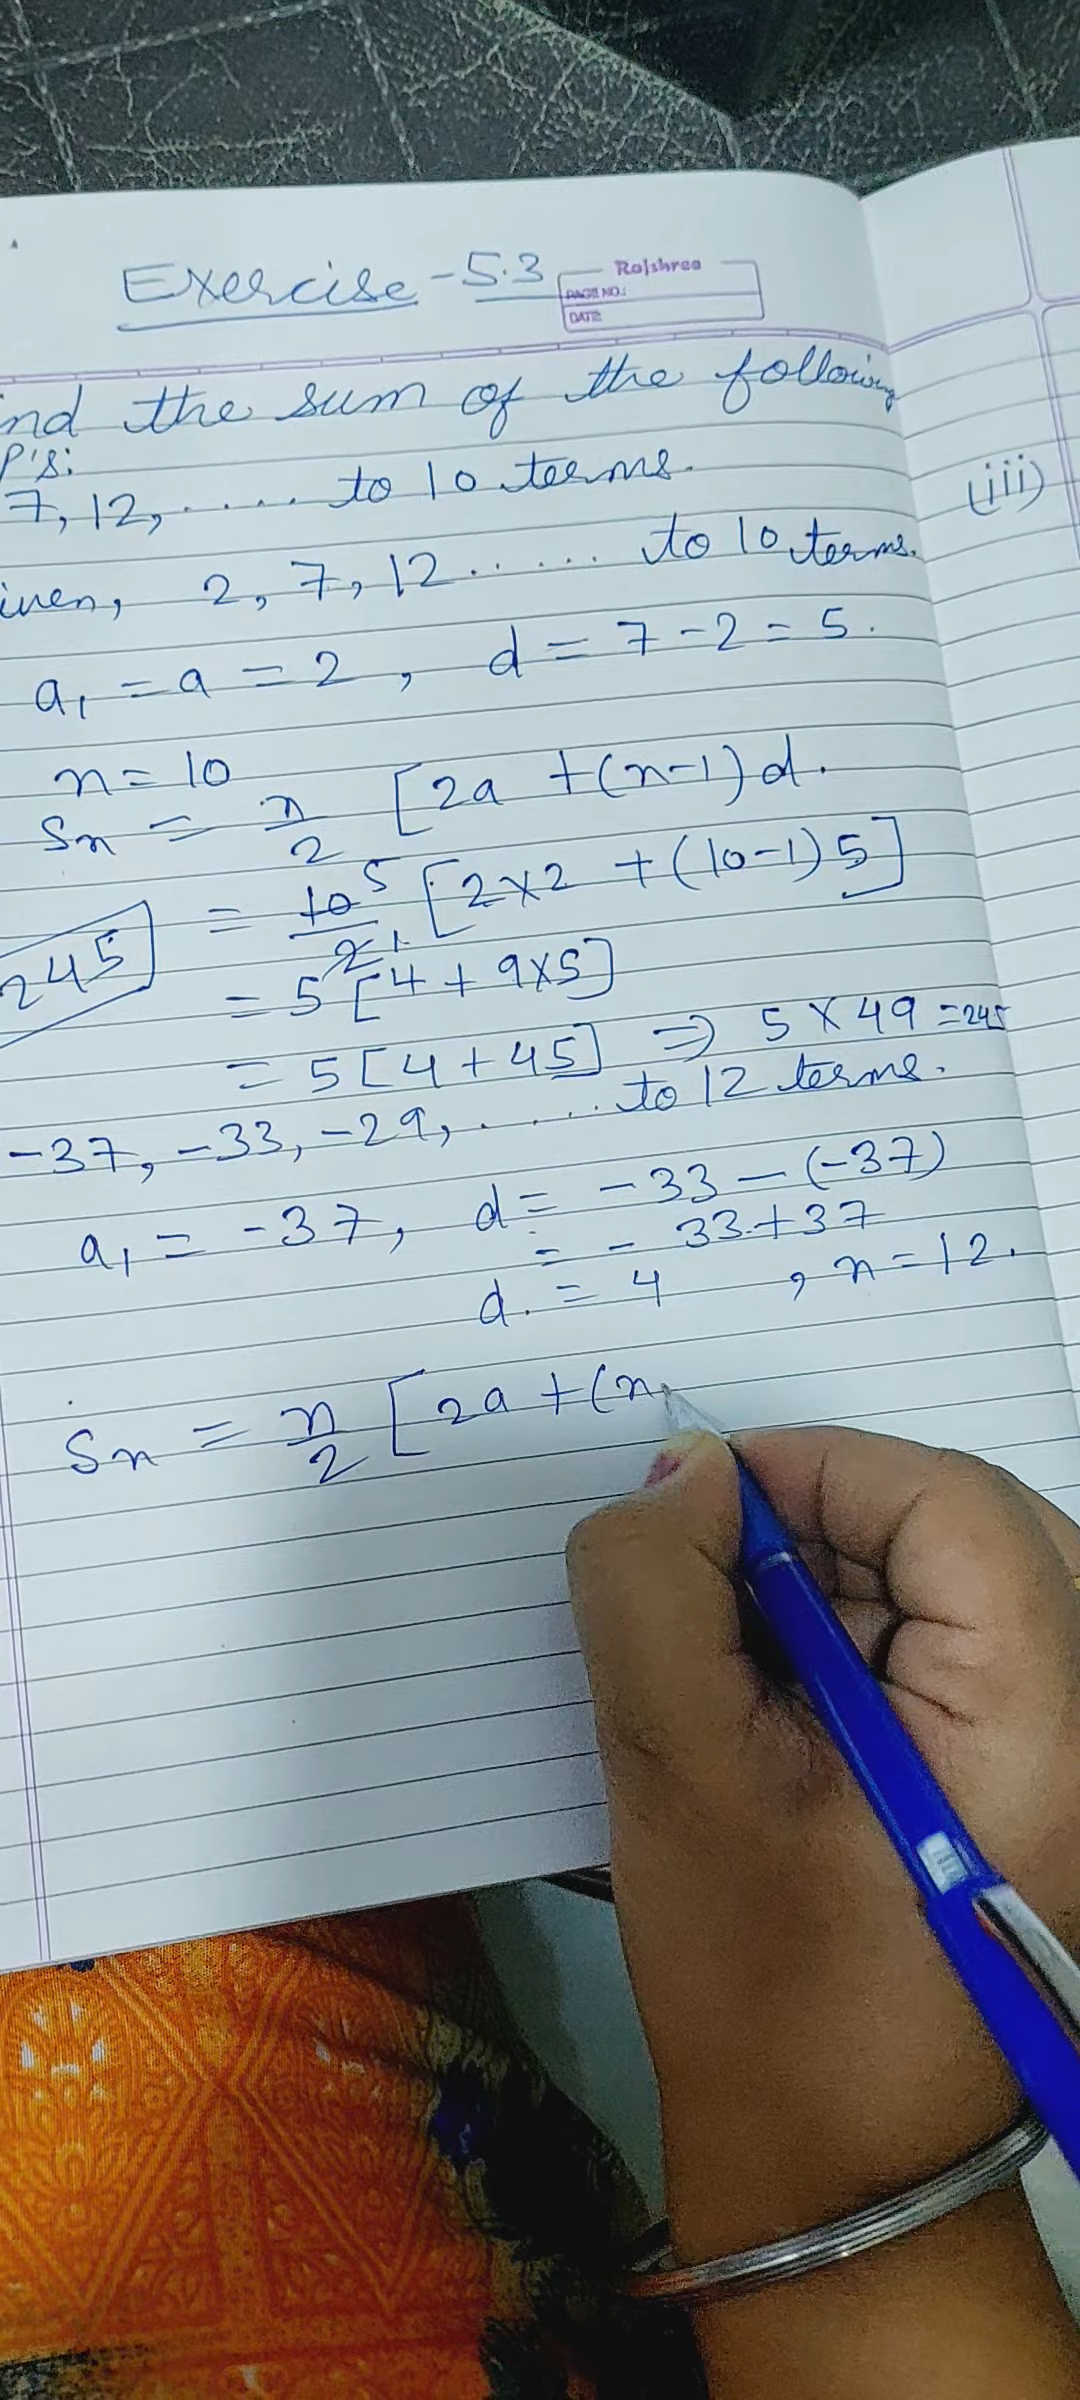 Exercise - 5.3
Rajshree
PAGE NO.:
DATE:
nd the sum of the following
P's:
7, 12, ..... to 10 terms.
(iii)
iven, 2, 7, 12...... to 10 terms.
a₁ = a = 2, d = 7 - 2 = 5.
n = 10
Sn = n/2 [2a + (n-1)d.
= 10/2 5 1 [2×2 + (10-1)5]
245
= 5 [4 + 9×5]
= 5 [4 + 45] ⇒ 5 × 49 = 245
-37, -33, -29, ..... to 12 terms.
a₁ = -37, d = -33 - (-37)
= - 33 + 37
d. = 4 , n = 12.
Sn = n/2 [2a + (n